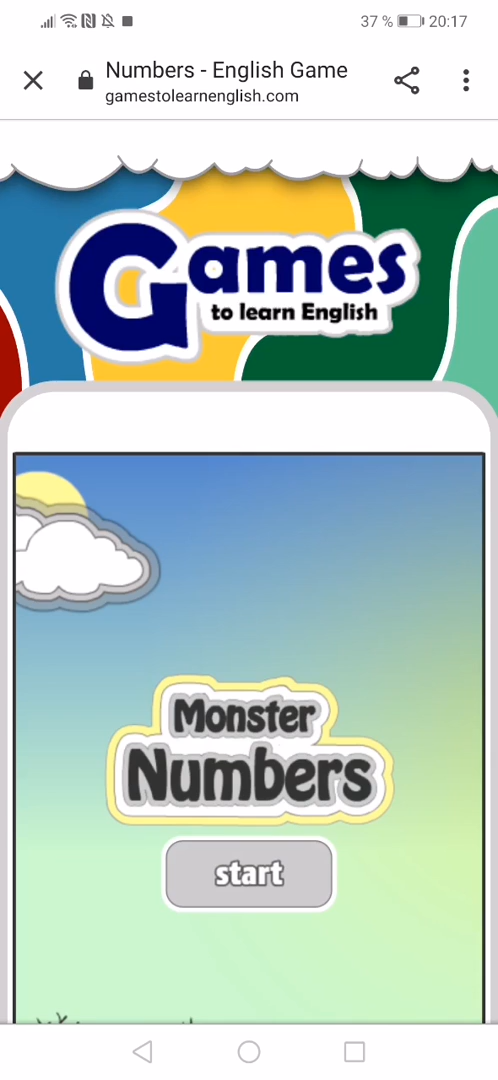 37 % 20:17
Numbers - English Game
gamestolearnenglish.com
Games
to learn English
Monster
Numbers
start